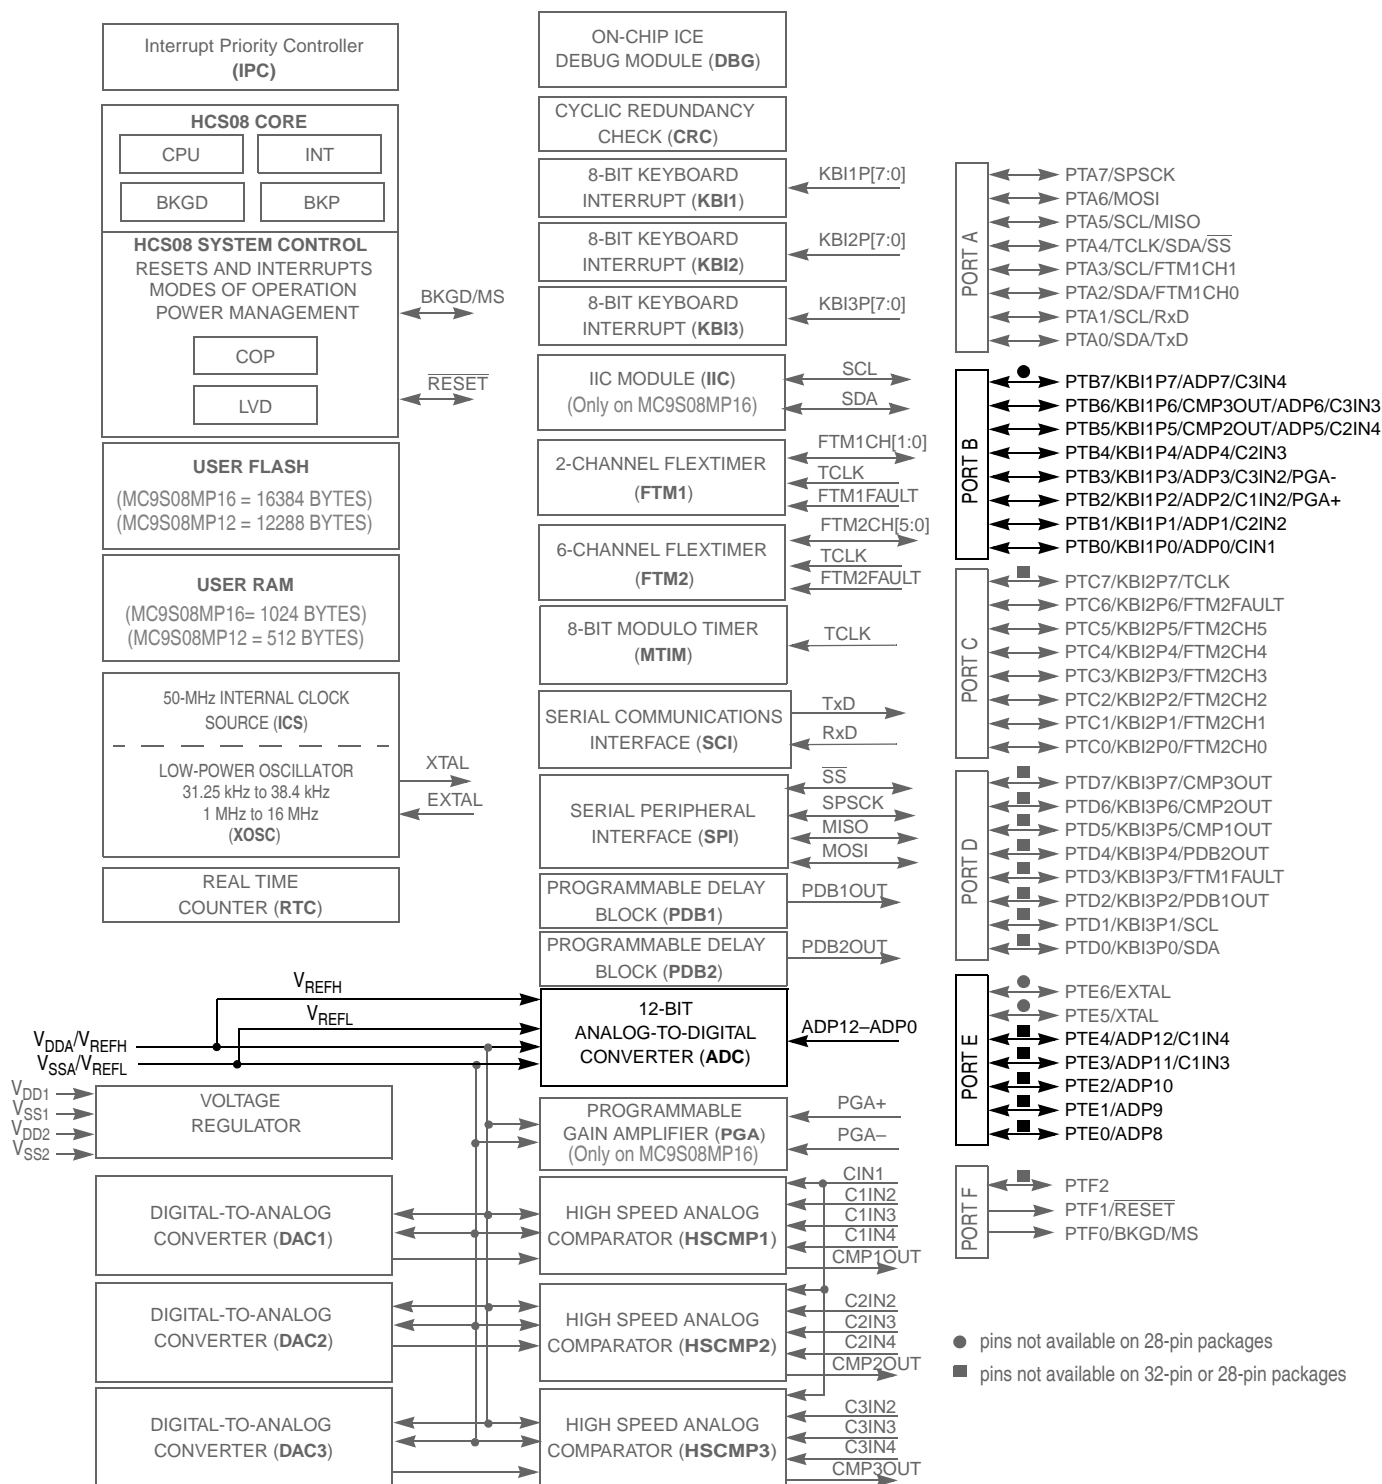 Interrupt Priority Controller
(IPC)
HCS08 CORE
CPU
INT
BKGD
BKP
HCS08 SYSTEM CONTROL
RESETS AND INTERRUPTS
MODES OF OPERATION
POWER MANAGEMENT
COP
LVD
BKGD/MS
RESET
USER FLASH
(MC9S08MP16 = 16384 BYTES)
(MC9S08MP12 = 12288 BYTES)
USER RAM
(MC9S08MP16= 1024 BYTES)
(MC9S08MP12 = 512 BYTES)
50-MHz INTERNAL CLOCK
SOURCE (ICS)
LOW-POWER OSCILLATOR
31.25 kHz to 38.4 kHz
1 MHz to 16 MHz
(XOSC)
XTAL
EXTAL
REAL TIME
COUNTER (RTC)
VREFH
VREFL
VDDA/VREFH
VSSA/VREFL
VDD1
VSS1
VDD2
VSS2
VOLTAGE
REGULATOR
DIGITAL-TO-ANALOG
CONVERTER (DAC1)
DIGITAL-TO-ANALOG
CONVERTER (DAC2)
DIGITAL-TO-ANALOG
CONVERTER (DAC3)
ON-CHIP ICE
DEBUG MODULE (DBG)
CYCLIC REDUNDANCY
CHECK (CRC)
8-BIT KEYBOARD
INTERRUPT (KBI1)
KBI1P[7:0]
8-BIT KEYBOARD
INTERRUPT (KBI2)
KBI2P[7:0]
8-BIT KEYBOARD
INTERRUPT (KBI3)
KBI3P[7:0]
IIC MODULE (IIC)
(Only on MC9S08MP16)
SCL
SDA
2-CHANNEL FLEXTIMER
(FTM1)
FTM1CH[1:0]
TCLK
FTM1FAULT
6-CHANNEL FLEXTIMER
(FTM2)
FTM2CH[5:0]
TCLK
FTM2FAULT
8-BIT MODULO TIMER
(MTIM)
TCLK
SERIAL COMMUNICATIONS
INTERFACE (SCI)
TxD
RxD
SERIAL PERIPHERAL
INTERFACE (SPI)
SS
SPSCK
MISO
MOSI
PROGRAMMABLE DELAY
BLOCK (PDB1)
PDB1OUT
PROGRAMMABLE DELAY
BLOCK (PDB2)
PDB2OUT
12-BIT
ANALOG-TO-DIGITAL
CONVERTER (ADC)
ADP12–ADP0
PROGRAMMABLE
GAIN AMPLIFIER (PGA)
(Only on MC9S08MP16)
PGA+
PGA–
HIGH SPEED ANALOG
COMPARATOR (HSCMP1)
CIN1
C1IN2
C1IN3
C1IN4
CMP1OUT
HIGH SPEED ANALOG
COMPARATOR (HSCMP2)
C2IN2
C2IN3
C2IN4
CMP2OUT
HIGH SPEED ANALOG
COMPARATOR (HSCMP3)
C3IN2
C3IN3
C3IN4
CMP3OUT
PORT A
PTA7/SPSCK
PTA6/MOSI
PTA5/SCL/MISO
PTA4/TCLK/SDA/SS
PTA3/SCL/FTM1CH1
PTA2/SDA/FTM1CH0
PTA1/SCL/RxD
PTA0/SDA/TxD
PORT B
PTB7/KBI1P7/ADP7/C3IN4
PTB6/KBI1P6/CMP3OUT/ADP6/C3IN3
PTB5/KBI1P5/CMP2OUT/ADP5/C2IN4
PTB4/KBI1P4/ADP4/C2IN3
PTB3/KBI1P3/ADP3/C3IN2/PGA-
PTB2/KBI1P2/ADP2/C1IN2/PGA+
PTB1/KBI1P1/ADP1/C2IN2
PTB0/KBI1P0/ADP0/CIN1
PORT C
PTC7/KBI2P7/TCLK
PTC6/KBI2P6/FTM2FAULT
PTC5/KBI2P5/FTM2CH5
PTC4/KBI2P4/FTM2CH4
PTC3/KBI2P3/FTM2CH3
PTC2/KBI2P2/FTM2CH2
PTC1/KBI2P1/FTM2CH1
PTC0/KBI2P0/FTM2CH0
PORT D
PTD7/KBI3P7/CMP3OUT
PTD6/KBI3P6/CMP2OUT
PTD5/KBI3P5/CMP1OUT
PTD4/KBI3P4/PDB2OUT
PTD3/KBI3P3/FTM1FAULT
PTD2/KBI3P2/PDB1OUT
PTD1/KBI3P1/SCL
PTD0/KBI3P0/SDA
PORT E
PTE6/EXTAL
PTE5/XTAL
PTE4/ADP12/C1IN4
PTE3/ADP11/C1IN3
PTE2/ADP10
PTE1/ADP9
PTE0/ADP8
PORT F
PTF2
PTF1/RESET
PTF0/BKGD/MS
pins not available on 28-pin packages
pins not available on 32-pin or 28-pin packages